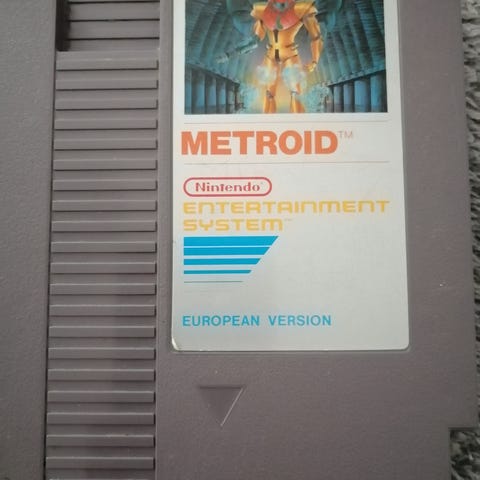 METROID™
Nintendo
ENTERTAINMENT
SYSTEM™
EUROPEAN VERSION